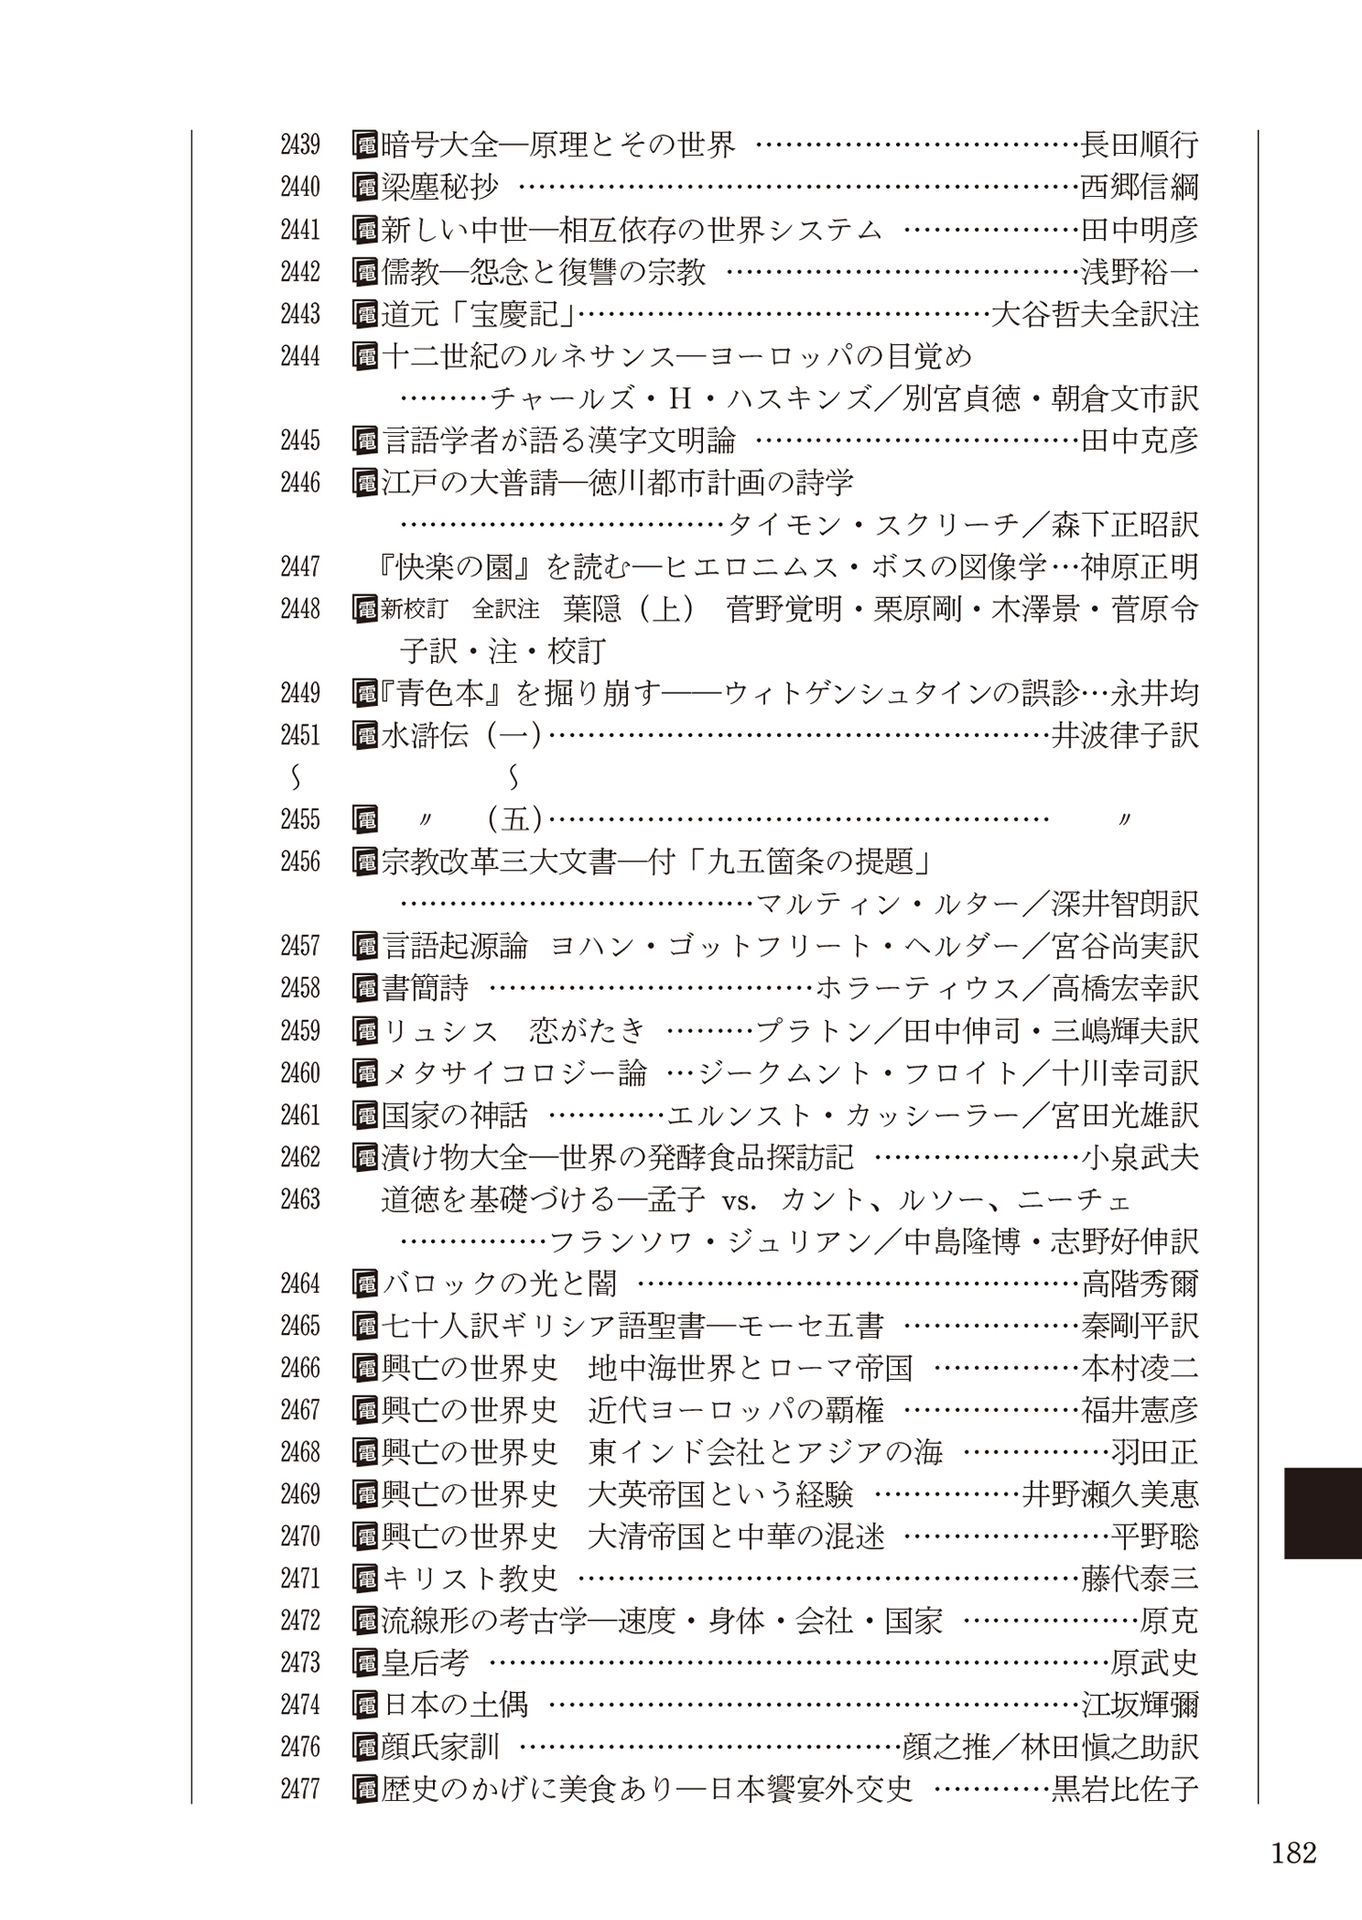 2439 電暗号大全―原理とその世界 ……………………………長田順行
2440 電梁塵秘抄 …………………………………………………西郷信綱
2441 電新しい中世―相互依存の世界システム ………………田中明彦
2442 電儒教―怨念と復讐の宗教 ………………………………浅野裕一
2443 電道元「宝慶記」……………………………………大谷哲夫全訳注
2444 電十二世紀のルネサンス―ヨーロッパの目覚め
………チャールズ・H・ハスキンズ／別宮貞徳・朝倉文市訳
2445 電言語学者が語る漢字文明論 ……………………………田中克彦
2446 電江戸の大普請―徳川都市計画の詩学
……………………………タイモン・スクリーチ／森下正昭訳
2447 『快楽の園』を読む―ヒエロニムス・ボスの図像学…神原正明
2448 電新校訂　全訳注　葉隠（上）　菅野覚明・栗原剛・木澤景・菅原令
子訳・注・校訂
2449 電『青色本』を掘り崩す――ウィトゲンシュタインの誤診…永井均
2451 電水滸伝（一）……………………………………………井波律子訳
〜 〜
2455 電 〃 （五）…………………………………………… 〃
2456 電宗教改革三大文書―付「九五箇条の提題」
………………………………マルティン・ルター／深井智朗訳
2457 電言語起源論 ヨハン・ゴットフリート・ヘルダー／宮谷尚実訳
2458 電書簡詩 ……………………………ホラーティウス／高橋宏幸訳
2459 電リュシス　恋がたき ………プラトン／田中伸司・三嶋輝夫訳
2460 電メタサイコロジー論 …ジークムント・フロイト／十川幸司訳
2461 電国家の神話 …………エルンスト・カッシーラー／宮田光雄訳
2462 電漬け物大全―世界の発酵食品探訪記 …………………小泉武夫
2463 道徳を基礎づける―孟子 vs. カント、ルソー、ニーチェ
……………フランソワ・ジュリアン／中島隆博・志野好伸訳
2464 電バロックの光と闇 ………………………………………高階秀爾
2465 電七十人訳ギリシア語聖書―モーセ五書 ………………秦剛平訳
2466 電興亡の世界史　地中海世界とローマ帝国 ……………本村凌二
2467 電興亡の世界史　近代ヨーロッパの覇権 ………………福井憲彦
2468 電興亡の世界史　東インド会社とアジアの海 ……………羽田正
2469 電興亡の世界史　大英帝国という経験 ……………井野瀬久美惠
2470 電興亡の世界史　大清帝国と中華の混迷 …………………平野聡
2471 電キリスト教史 ……………………………………………藤代泰三
2472 電流線形の考古学―速度・身体・会社・国家 ………………原克
2473 電皇后考 ………………………………………………………原武史
2474 電日本の土偶 ………………………………………………江坂輝彌
2476 電顔氏家訓 …………………………………顔之推／林田愼之助訳
2477 電歴史のかげに美食あり―日本饗宴外交史 …………黒岩比佐子
182